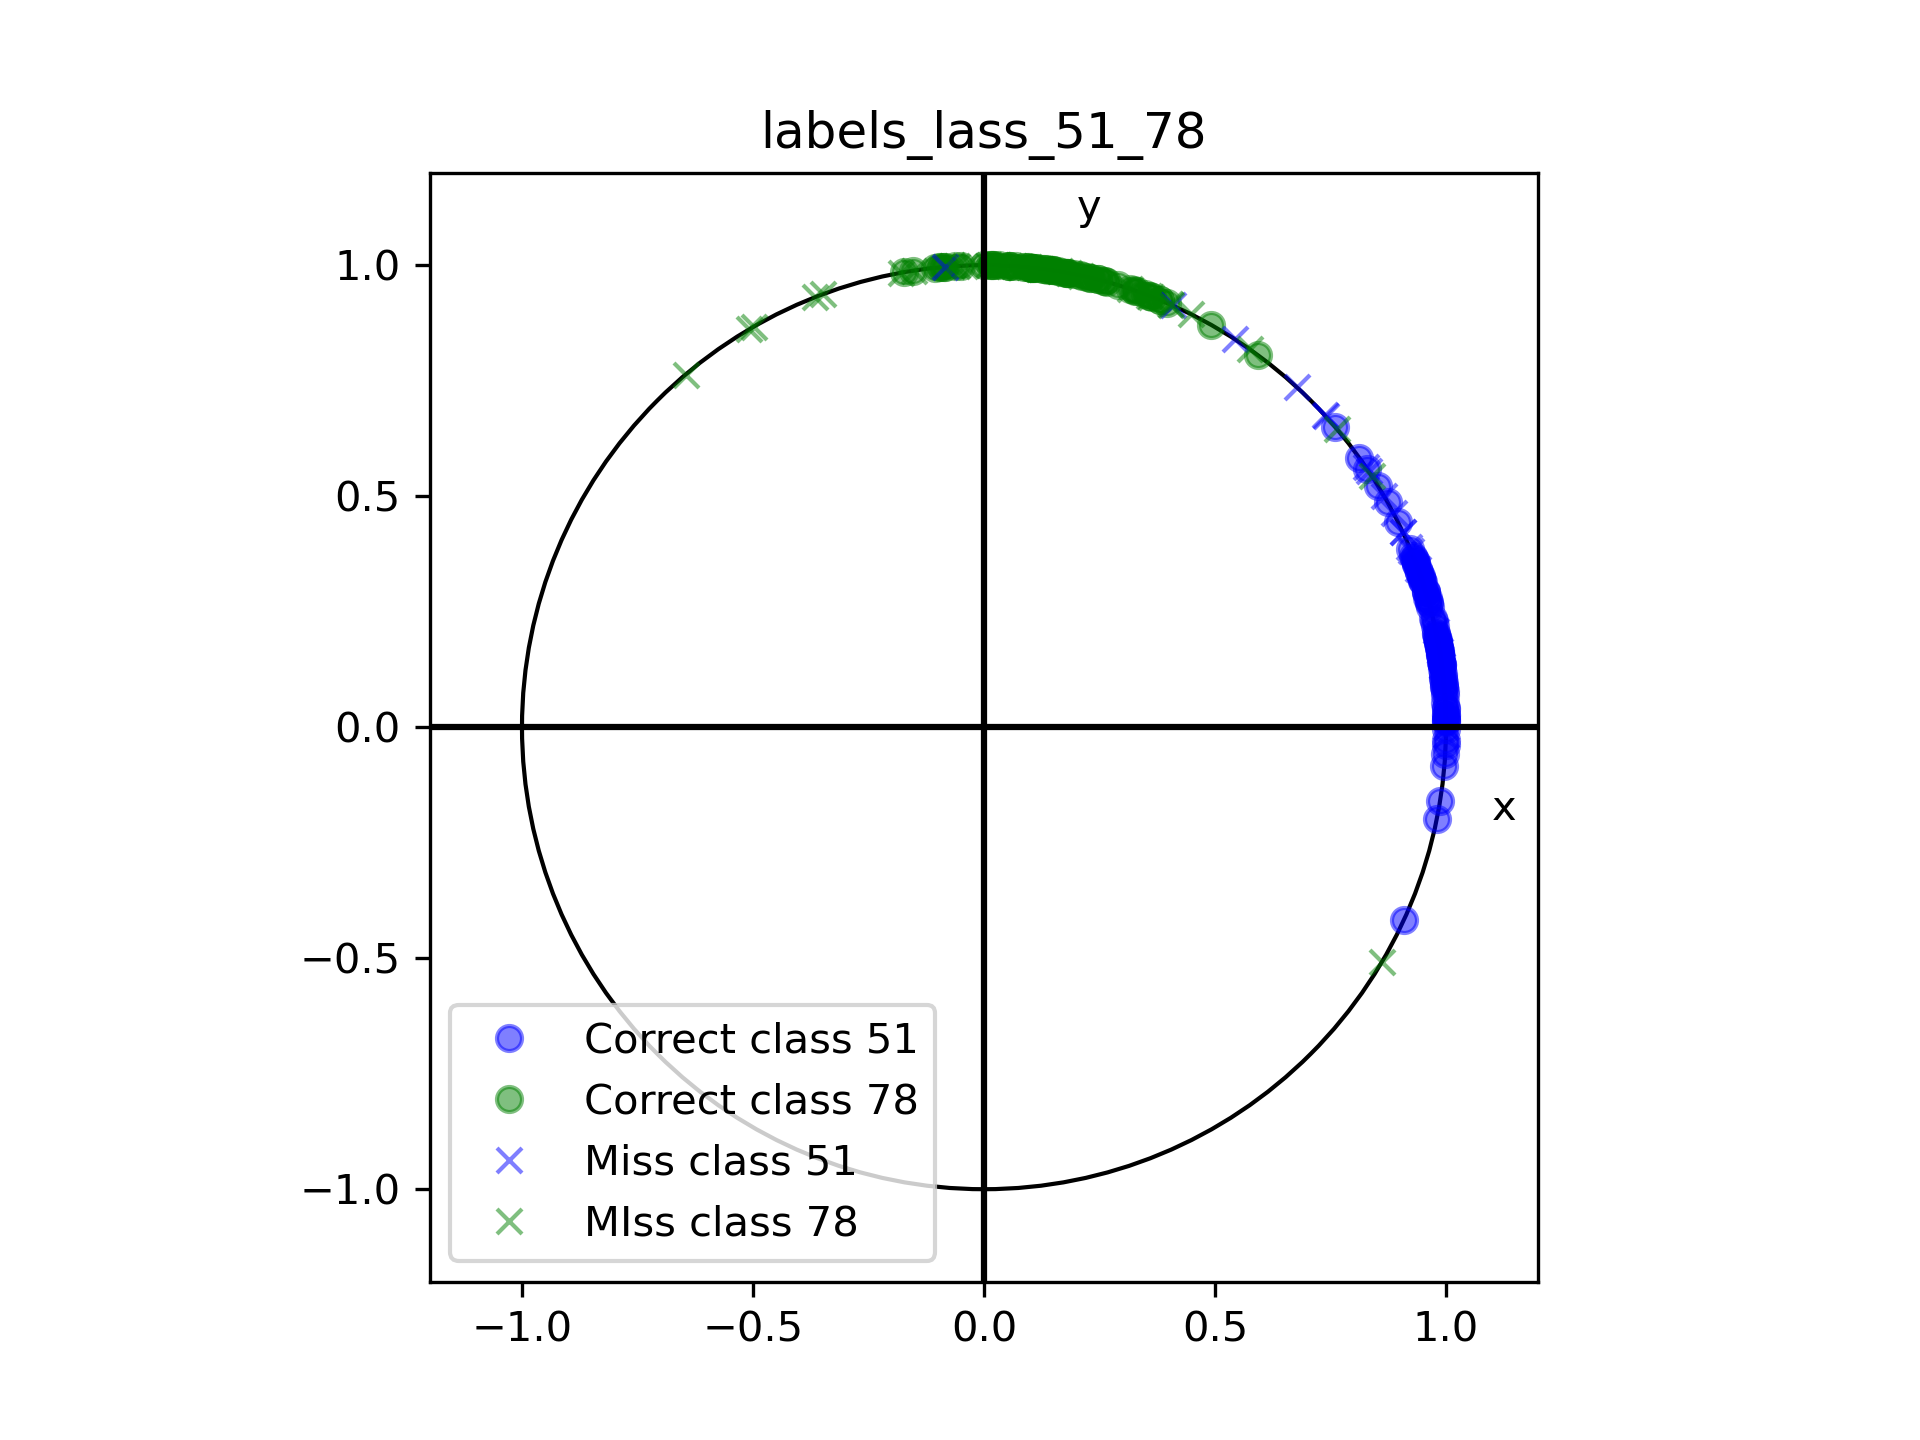 labels_lass_51_78
y
1.0
0.5
0.0
−0.5
−1.0
x
Correct class 51
Correct class 78
Miss class 51
MIss class 78
−1.0 −0.5 0.0 0.5 1.0